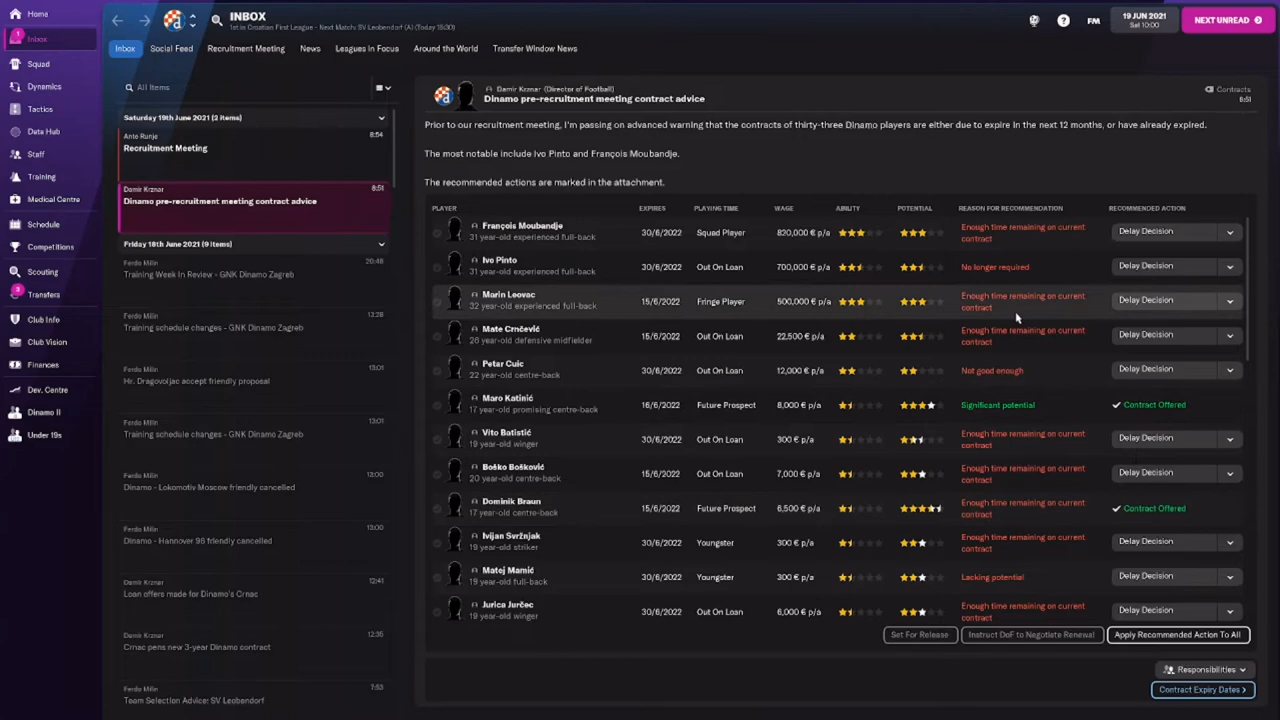 Home
1
Inbox
Squad
Dynamics
Tactics
Data Hub
Staff
Training
Medical Centre
Schedule
Competitions
Scouting
3
Transfers
Club Info
Club Vision
Finances
Dev. Centre
Dinamo II
Under 19s
INBOX
1st in Croatian First League - Next Match: SV Leobendorf (A) (Today 15:30)
FM
19 JUN 2021
Sat 10:00
NEXT UNREAD
Inbox
Social Feed
Recruitment Meeting
News
Leagues In Focus
Around the World
Transfer Window News
All Items
Saturday 19th June 2021 (2 items)
Ante Runje
8:54
Recruitment Meeting
Damir Krznar
8:51
Dinamo pre-recruitment meeting contract advice
Friday 18th June 2021 (9 items)
Ferdo Milin
20:48
Training Week In Review - GNK Dinamo Zagreb
Ferdo Milin
13:28
Training schedule changes - GNK Dinamo Zagreb
Ferdo Milin
13:01
Hr. Dragovoljac accept friendly proposal
Ferdo Milin
13:01
Training schedule changes - GNK Dinamo Zagreb
Ferdo Milin
13:00
Dinamo - Lokomotiv Moscow friendly cancelled
Ferdo Milin
13:00
Dinamo - Hannover 96 friendly cancelled
Damir Krznar
12:41
Loan offers made for Dinamo's Crnac
Damir Krznar
12:35
Crnac pens new 3-year Dinamo contract
Ferdo Milin
7:53
Team Selection Advice: SV Leobendorf
Damir Krznar (Director of Football)
Dinamo pre-recruitment meeting contract advice
Contracts
8:51
Prior to our recruitment meeting, I'm passing on advanced warning that the contracts of thirty-three Dinamo players are either due to expire in the next 12 months, or have already expired.
The most notable include Ivo Pinto and François Moubandje.
The recommended actions are marked in the attachment.
PLAYER EXPIRES PLAYING TIME WAGE ABILITY POTENTIAL REASON FOR RECOMMENDATION RECOMMENDED ACTION
François Moubandje
31 year-old experienced full-back
30/6/2022 Squad Player 820,000 € p/a
Enough time remaining on current
contract
Delay Decision
Ivo Pinto
31 year-old experienced full-back
30/6/2022 Out On Loan 700,000 € p/a
No longer required
Delay Decision
Marin Leovac
32 year-old experienced full-back
15/6/2022 Fringe Player 500,000 € p/a
Enough time remaining on current
contract
Delay Decision
Mate Crnčević
26 year-old defensive midfielder
15/6/2022 Out On Loan 22,500 € p/a
Enough time remaining on current
contract
Delay Decision
Petar Cuic
22 year-old centre-back
30/6/2022 Out On Loan 12,000 € p/a
Not good enough
Delay Decision
Maro Katinić
17 year-old promising centre-back
16/6/2022 Future Prospect 8,000 € p/a
Significant potential
Contract Offered
Vito Batistić
19 year-old winger
30/6/2022 Out On Loan 300 € p/a
Enough time remaining on current
contract
Delay Decision
Boško Bošković
20 year-old centre-back
15/6/2022 Out On Loan 7,000 € p/a
Enough time remaining on current
contract
Delay Decision
Dominik Braun
17 year-old centre-back
15/6/2022 Future Prospect 6,500 € p/a
Enough time remaining on current
contract
Contract Offered
Ivijan Svržnjak
19 year-old striker
30/6/2022 Youngster 300 € p/a
Enough time remaining on current
contract
Delay Decision
Matej Mamić
19 year-old full-back
30/6/2022 Youngster 300 € p/a
Lacking potential
Delay Decision
Jurica Jurčec
19 year-old winger
30/6/2022 Out On Loan 6,000 € p/a
Enough time remaining on current
contract
Delay Decision
Set For Release
Instruct DoF to Negotiate Renewal
Apply Recommended Action To All
Responsibilities
Contract Expiry Dates >